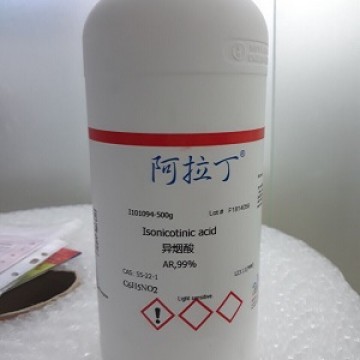 阿拉丁®
I101094-500g
Lot #
Isonicotinic acid
异烟酸
AR,99%
CAS: 55-22-1
C6H5NO2
Light sensitive